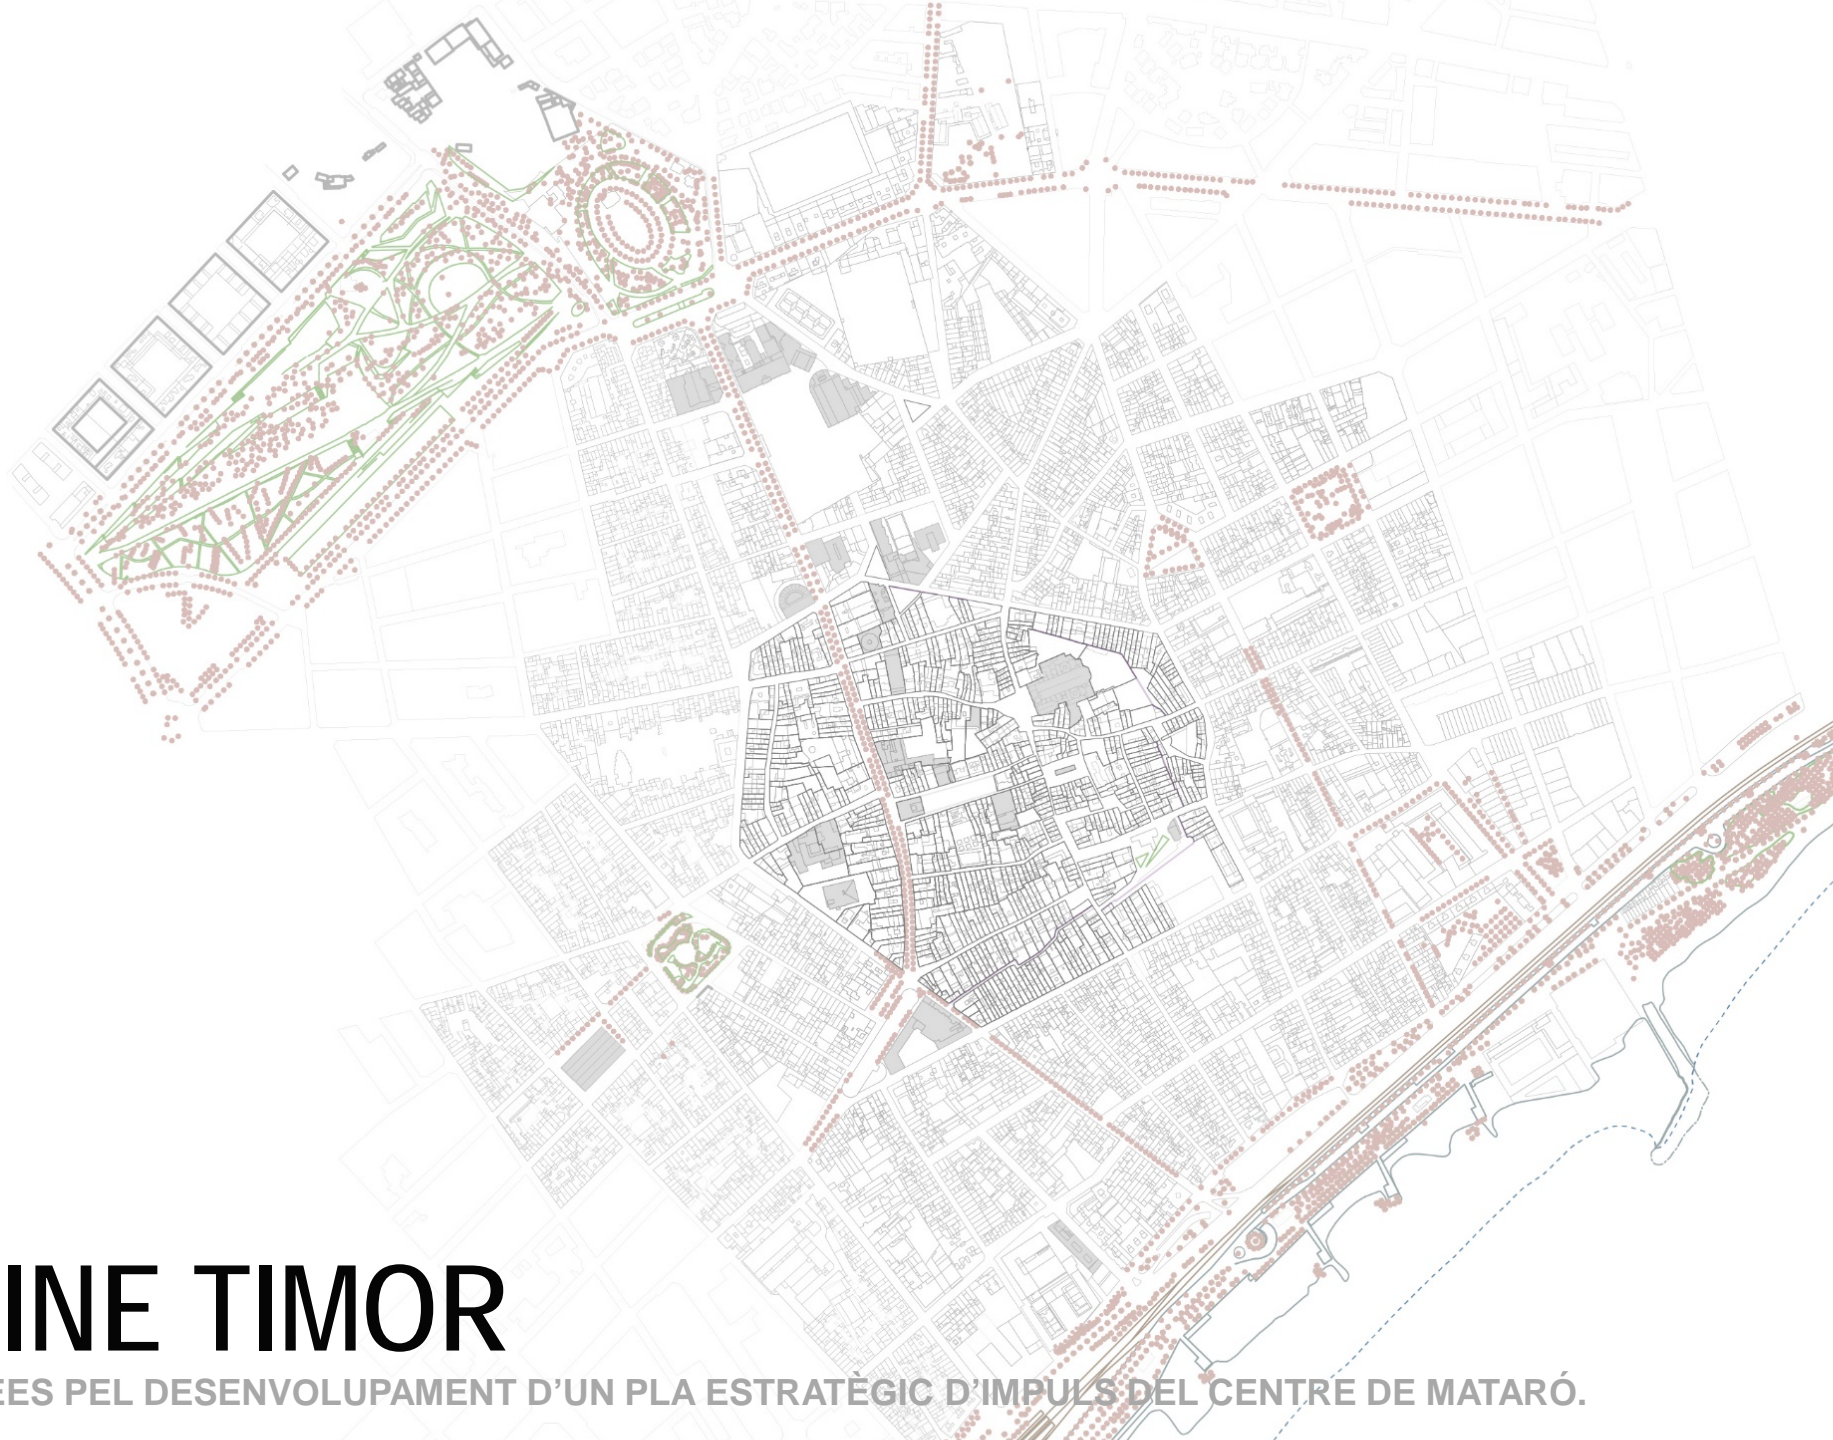 INE TIMOR
EES PEL DESENVOLUPAMENT D'UN PLA ESTRATÈGIC D'IMPULS DEL CENTRE DE MATARÓ.